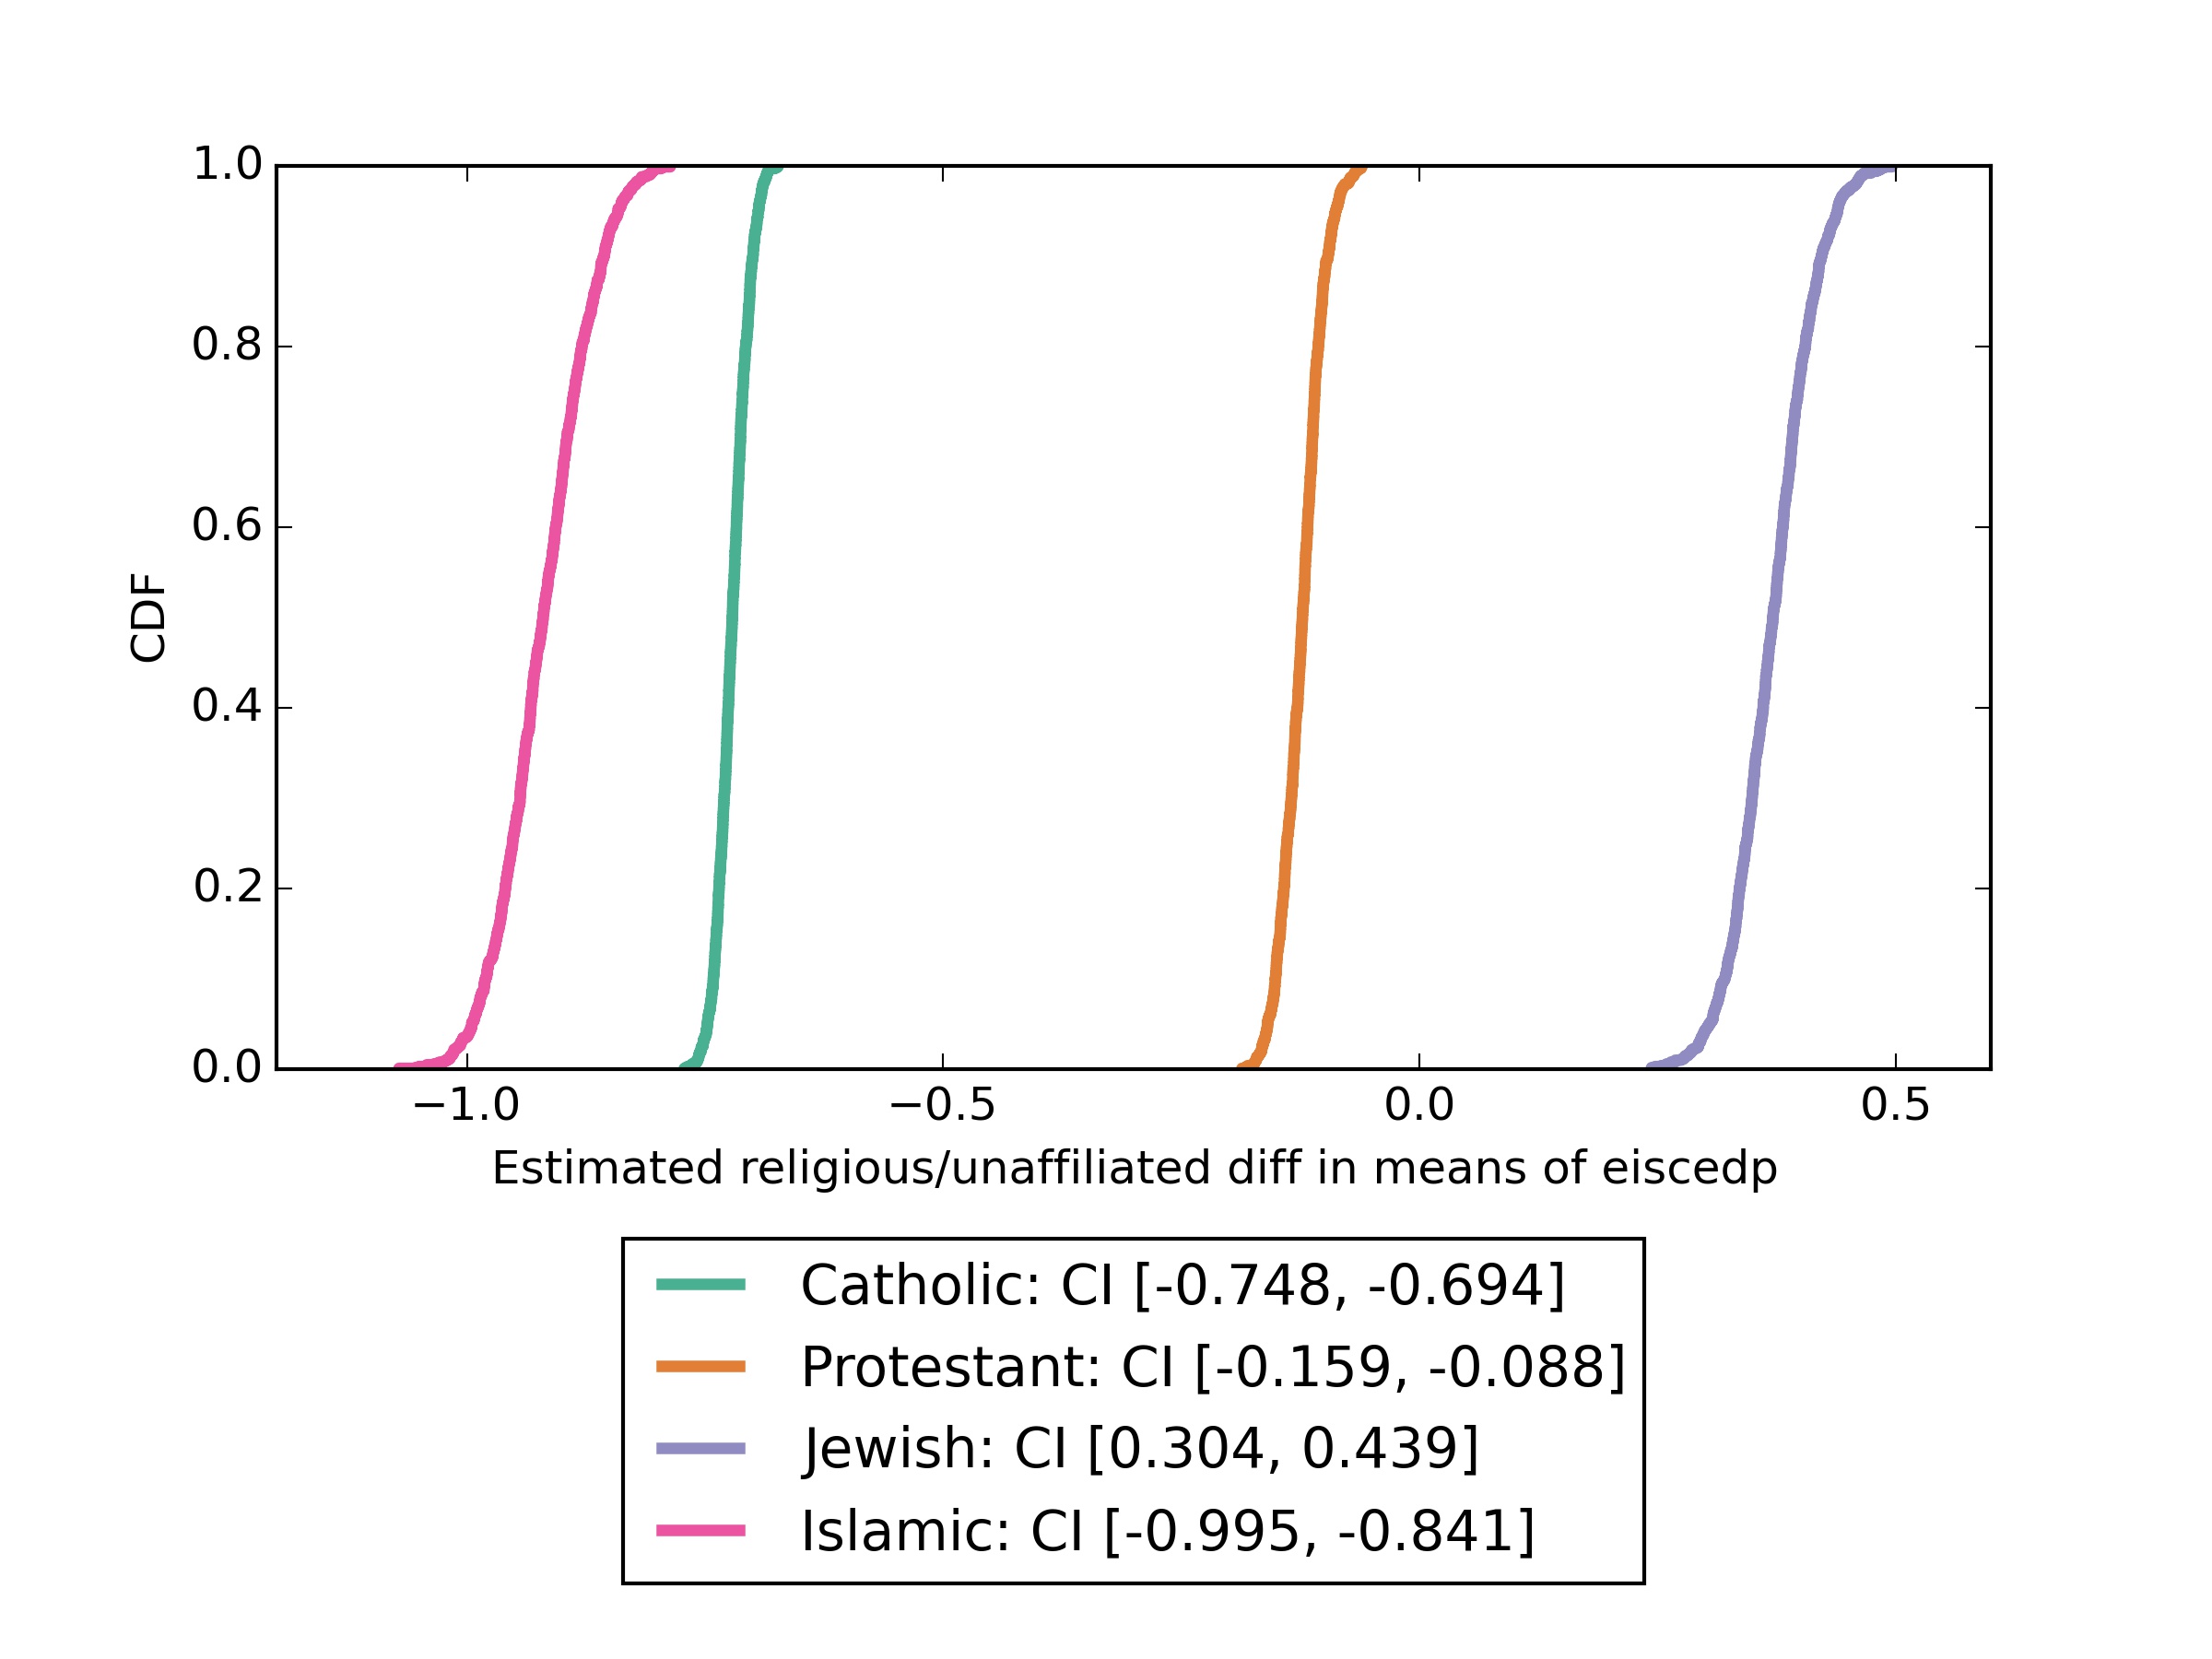 1.0
0.8
0.6
0.4
0.2
0.0
CDF
−1.0 −0.5 0.0 0.5
Estimated religious/unaffiliated diff in means of eiscedp
Catholic: CI [-0.748, -0.694]
Protestant: CI [-0.159, -0.088]
Jewish: CI [0.304, 0.439]
Islamic: CI [-0.995, -0.841]